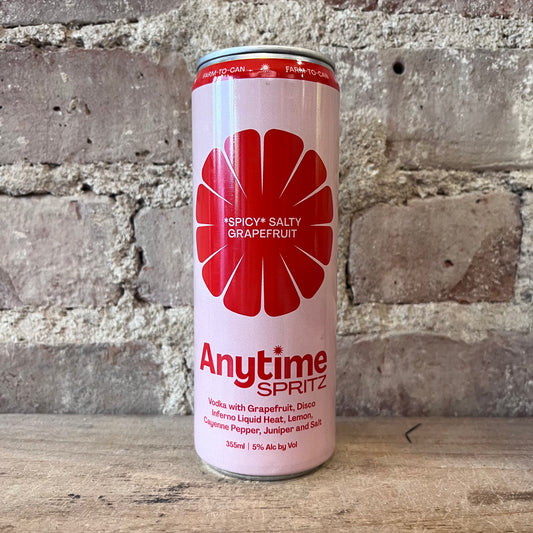 FARM-TO-CAN FARM-TO-CAN
*SPICY* SALTY
GRAPEFRUIT
Anytime
SPRITZ
Vodka with Grapefruit, Disco
Inferno Liquid Heat, Lemon,
Cayenne Pepper, Juniper and Salt
355ml | 5% Alc by Vol